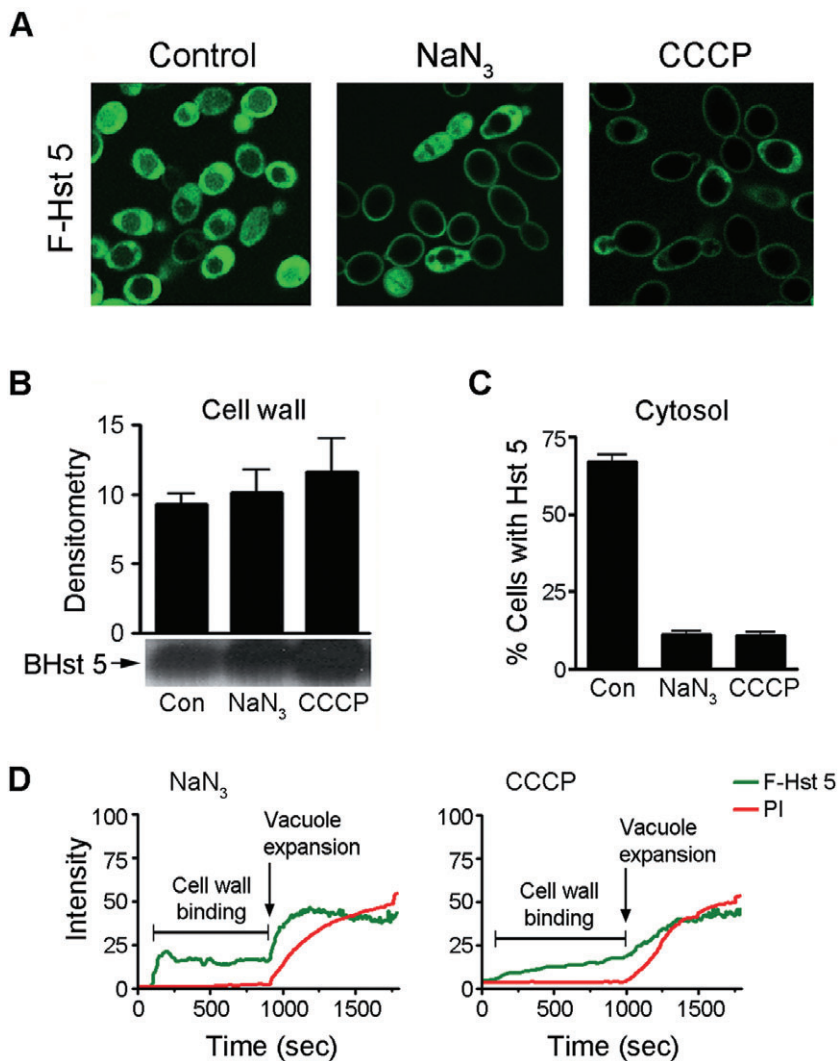 A
Control
NaN₃
CCCP
F-Hst 5
B
Cell wall
Densitometry
15
10
5
0
BHst 5
Con
NaN₃
CCCP
C
Cytosol
% Cells with Hst 5
75
50
25
0
Con
NaN₃
CCCP
D
NaN₃
Vacuole
expansion
Cell wall
binding
Intensity
100
75
50
25
0
0
500
1000
1500
Time (sec)
CCCP
F-Hst 5
PI
Vacuole
expansion
Cell wall
binding
100
75
50
25
0
0
500
1000
1500
Time (sec)